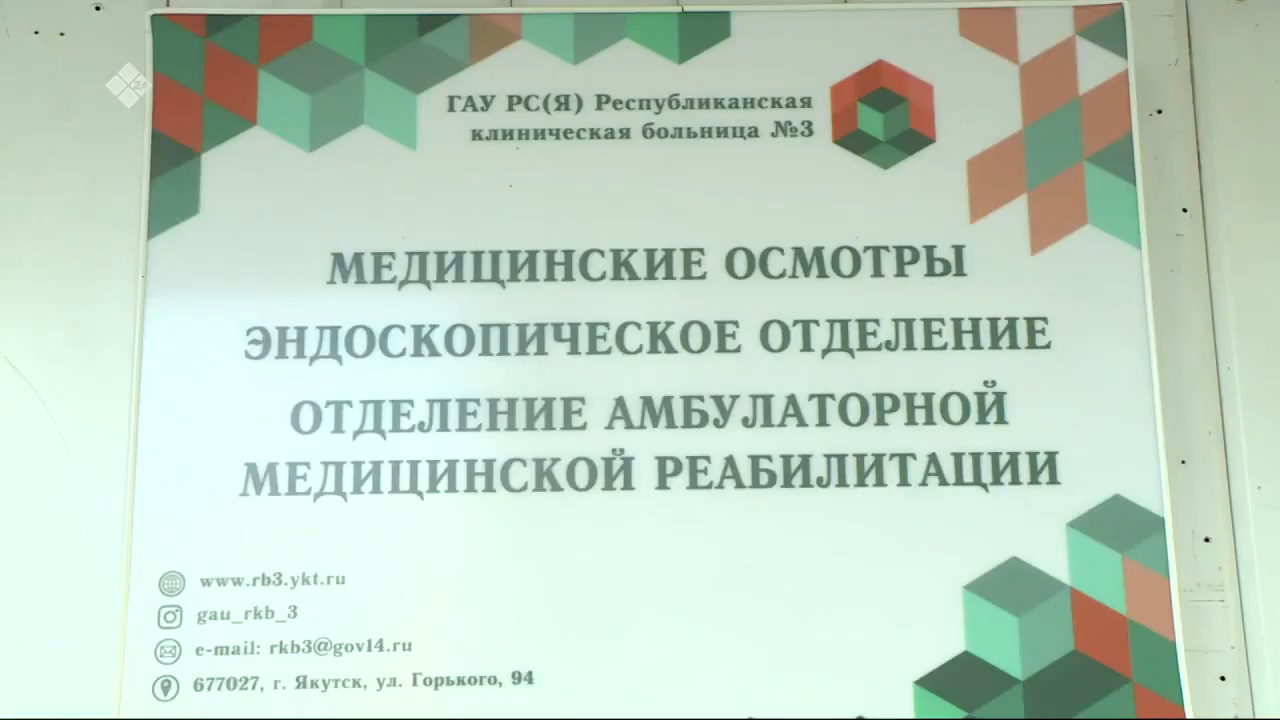 ГАУ РС(Я) Республиканская
клиническая больница №3
МЕДИЦИНСКИЕ ОСМОТРЫ
ЭНДОСКОПИЧЕСКОЕ ОТДЕЛЕНИЕ
ОТДЕЛЕНИЕ АМБУЛАТОРНОЙ
МЕДИЦИНСКОЙ РЕАБИЛИТАЦИИ
www.rb3.ykt.ru
gau_rkb_3
e-mail: rkb3@gov14.ru
677027, г. Якутск, ул. Горького, 94